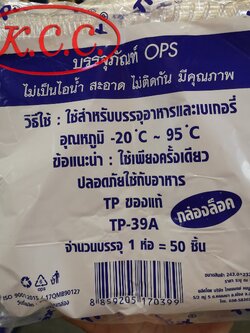 K.C.C.
บรรจุภัณฑ์ OPS
ไม่เป็นไอน้ำ สะอาด ไม่ติดกัน มีคุณภาพ
วิธีใช้ : ใช้สำหรับบรรจุอาหารและเบเกอรี่
อุณหภูมิ -20˚C ~ 95˚C
ข้อแนะนำ : ใช้เพียงครั้งเดียว
ปลอดภัยใช้กับอาหาร
TP ของแท้
TP-39A
กล่องล็อค
จำนวนบรรจุ 1 ห่อ = 50 ชิ้น
8 859205 170399